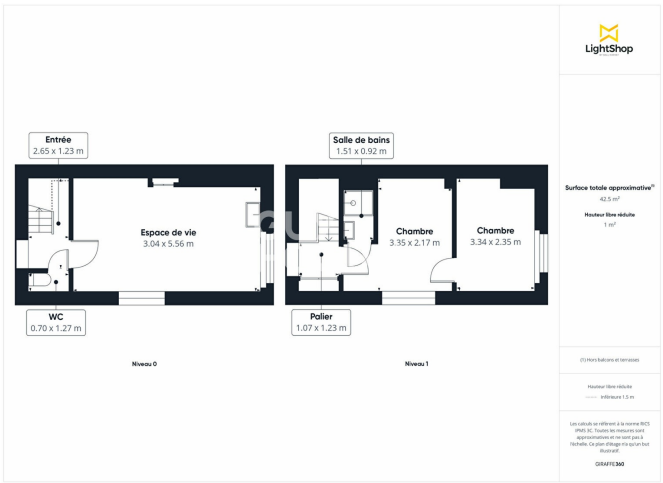 Entrée
2.65 x 1.23 m
Espace de vie
3.04 x 5.56 m
WC
0.70 x 1.27 m
Niveau 0
Salle de bains
1.51 x 0.92 m
Chambre
3.35 x 2.17 m
Chambre
3.34 x 2.35 m
Palier
1.07 x 1.23 m
Niveau 1
LightShop
Surface totale approximative⁽¹⁾
42.5 m²
Hauteur libre réduite
1 m²
(1) Hors balcons et terrasses
Hauteur libre réduite
Inférieure 1.5 m
Les calculs se réfèrent à la norme RICS
IPMS 3C. Toutes les mesures sont
approximatives et ne sont pas à
l'échelle. Ce plan d'étage n'a qu'un but
illustratif.
GIRAFFE360